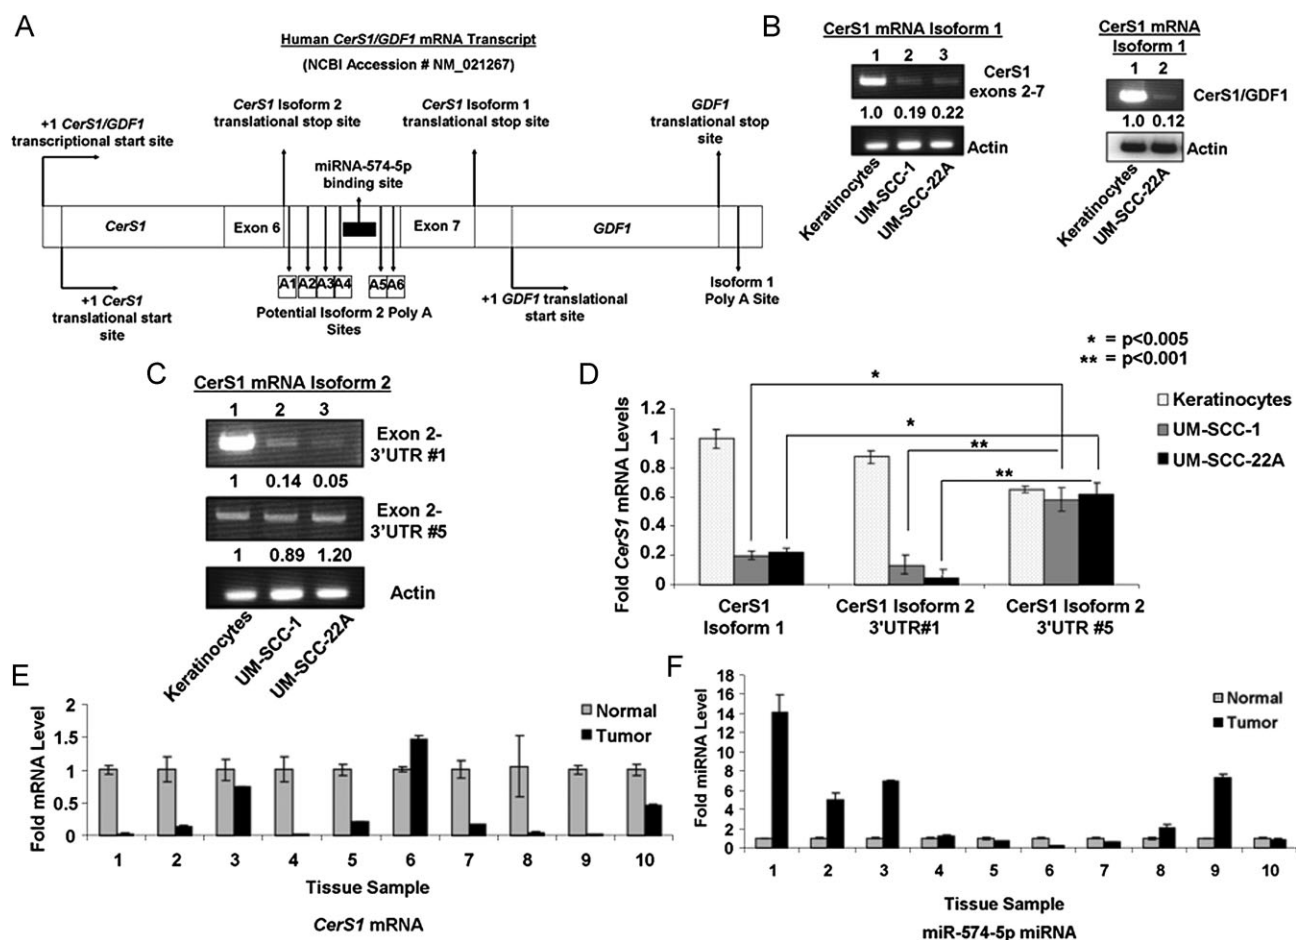 A
Human CerS1/GDF1 mRNA Transcript
(NCBI Accession # NM_021267)
+1 CerS1/GDF1
transcriptional start site
CerS1 Isoform 2
translational stop site
CerS1 Isoform 1
translational stop site
GDF1
translational stop
site
miRNA-574-5p
binding site
CerS1
Exon 6
Exon 7
GDF1
A1 A2 A3 A4 A5 A6
+1 CerS1
translational start
site
Potential Isoform 2 Poly A
Sites
+1 GDF1 translational
start site
Isoform 1
Poly A Site
B
CerS1 mRNA Isoform 1
1 2 3
CerS1
exons 2-7
1.0 0.19 0.22
Actin
Keratinocytes
UM-SCC-1
UM-SCC-22A
CerS1 mRNA
Isoform 1
1 2
CerS1/GDF1
1.0 0.12
Actin
Keratinocytes
UM-SCC-22A
C
CerS1 mRNA Isoform 2
1 2 3
Exon 2-
3'UTR #1
1 0.14 0.05
Exon 2-
3'UTR #5
1 0.89 1.20
Actin
Keratinocytes
UM-SCC-1
UM-SCC-22A
D
* = p<0.005
** = p<0.001
Keratinocytes
UM-SCC-1
UM-SCC-22A
*
*
**
**
Fold CerS1 mRNA Levels
1.2
1
0.8
0.6
0.4
0.2
0
CerS1
Isoform 1
CerS1 Isoform 2
3'UTR#1
CerS1 Isoform 2
3'UTR #5
E
Fold mRNA Level
2
1.5
1
0.5
0
Normal
Tumor
1 2 3 4 5 6 7 8 9 10
Tissue Sample
CerS1 mRNA
F
Fold miRNA Level
18
16
14
12
10
8
6
4
2
0
Normal
Tumor
1 2 3 4 5 6 7 8 9 10
Tissue Sample
miR-574-5p miRNA